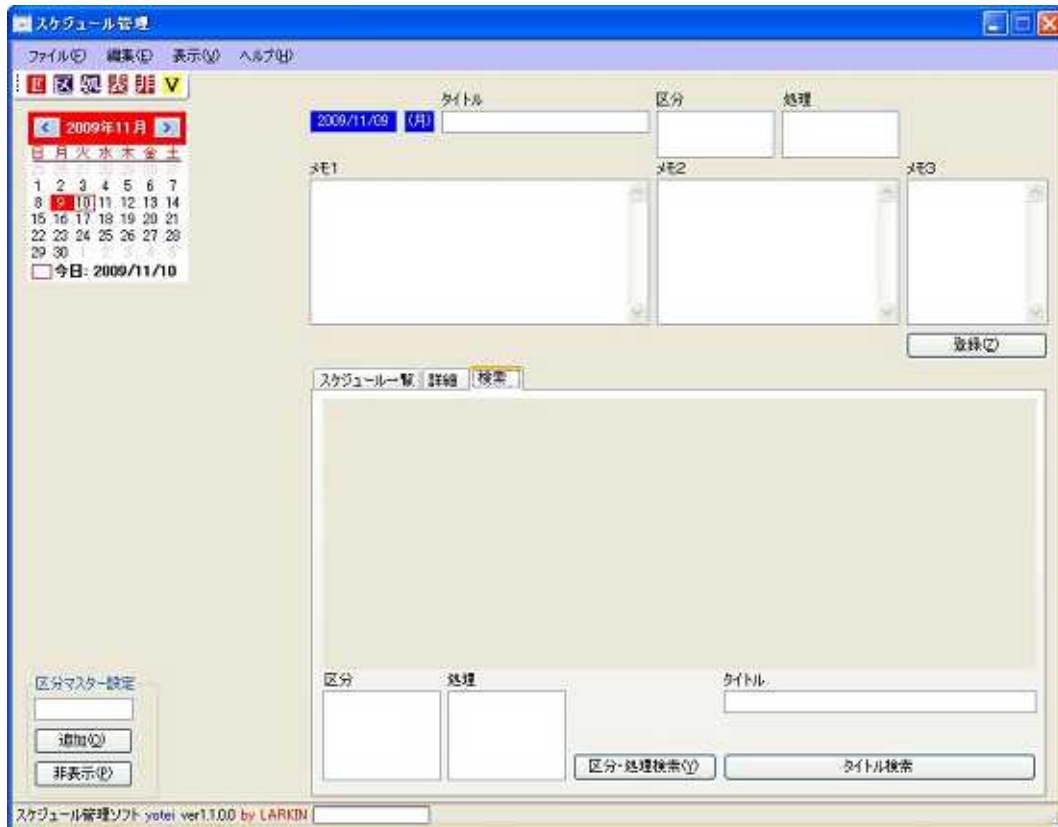 スケジュール管理
ファイル(F) 編集(E) 表示(V) ヘルプ(H)
非 V
2009年11月
日 月 火 水 木 金 土
1 2 3 4 5 6 7
8 9 10 11 12 13 14
15 16 17 18 19 20 21
22 23 24 25 26 27 28
29 30 1 2 3 4 5
今日: 2009/11/10
タイトル 区分 処理
2009/11/09 (月)
メモ1 メモ2 メモ3
登録(Z)
スケジュール一覧 詳細 検索
区分 処理 タイトル
区分・処理検索(Y) タイトル検索
区分マスター設定
追加(O)
非表示(P)
スケジュール管理ソフト yotei ver1.1.0.0 by LARKIN